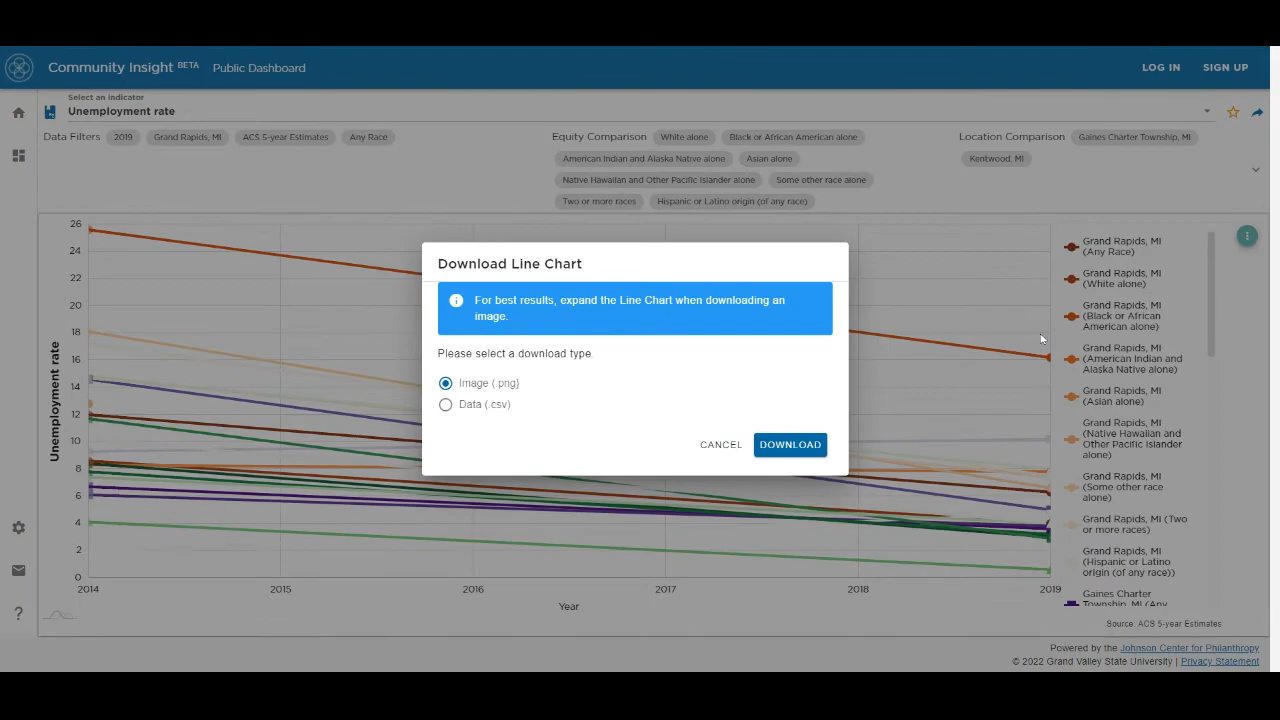 Community Insight BETA Public Dashboard
LOG IN SIGN UP
Select an indicator
Unemployment rate
Data Filters 2019 Grand Rapids, MI ACS 5-year Estimates Any Race
Equity Comparison White alone Black or African American alone
American Indian and Alaska Native alone Asian alone
Native Hawaiian and Other Pacific Islander alone Some other race alone
Two or more races Hispanic or Latino origin (of any race)
Location Comparison Gaines Charter Township, MI
Kentwood, MI
Unemployment rate
26
24
22
20
18
16
14
12
10
8
6
4
2
0
2014 2015 2016 2017 2018 2019
Year
Download Line Chart
For best results, expand the Line Chart when downloading an
image.
Please select a download type.
Image (.png)
Data (.csv)
CANCEL DOWNLOAD
Grand Rapids, MI
(Any Race)
Grand Rapids, MI
(White alone)
Grand Rapids, MI
(Black or African
American alone)
Grand Rapids, MI
(American Indian and
Alaska Native alone)
Grand Rapids, MI
(Asian alone)
Grand Rapids, MI
(Native Hawaiian and
Other Pacific Islander
alone)
Grand Rapids, MI
(Some other race
alone)
Grand Rapids, MI (Two
or more races)
Grand Rapids, MI
(Hispanic or Latino
origin (of any race))
Gaines Charter
Township, MI (Any
Source: ACS 5-year Estimates
Powered by the Johnson Center for Philanthropy
© 2022 Grand Valley State University | Privacy Statement